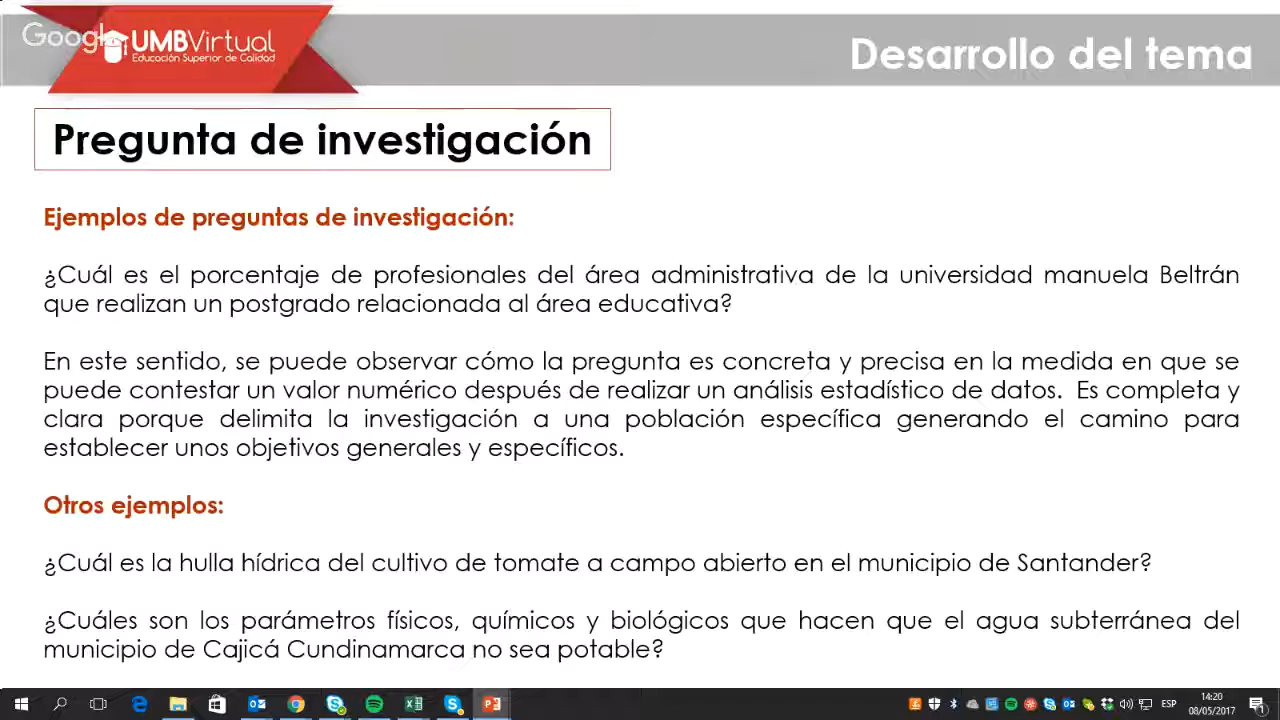 Google
UMBVirtual
Educación Superior de Calidad
Desarrollo del tema
Pregunta de investigación
Ejemplos de preguntas de investigación:
¿Cuál es el porcentaje de profesionales del área administrativa de la universidad manuela Beltrán
que realizan un postgrado relacionada al área educativa?
En este sentido, se puede observar cómo la pregunta es concreta y precisa en la medida en que se
puede contestar un valor numérico después de realizar un análisis estadístico de datos. Es completa y
clara porque delimita la investigación a una población específica generando el camino para
establecer unos objetivos generales y específicos.
Otros ejemplos:
¿Cuál es la hulla hídrica del cultivo de tomate a campo abierto en el municipio de Santander?
¿Cuáles son los parámetros físicos, químicos y biológicos que hacen que el agua subterránea del
municipio de Cajicá Cundinamarca no sea potable?
ESP
14:20
08/05/2017